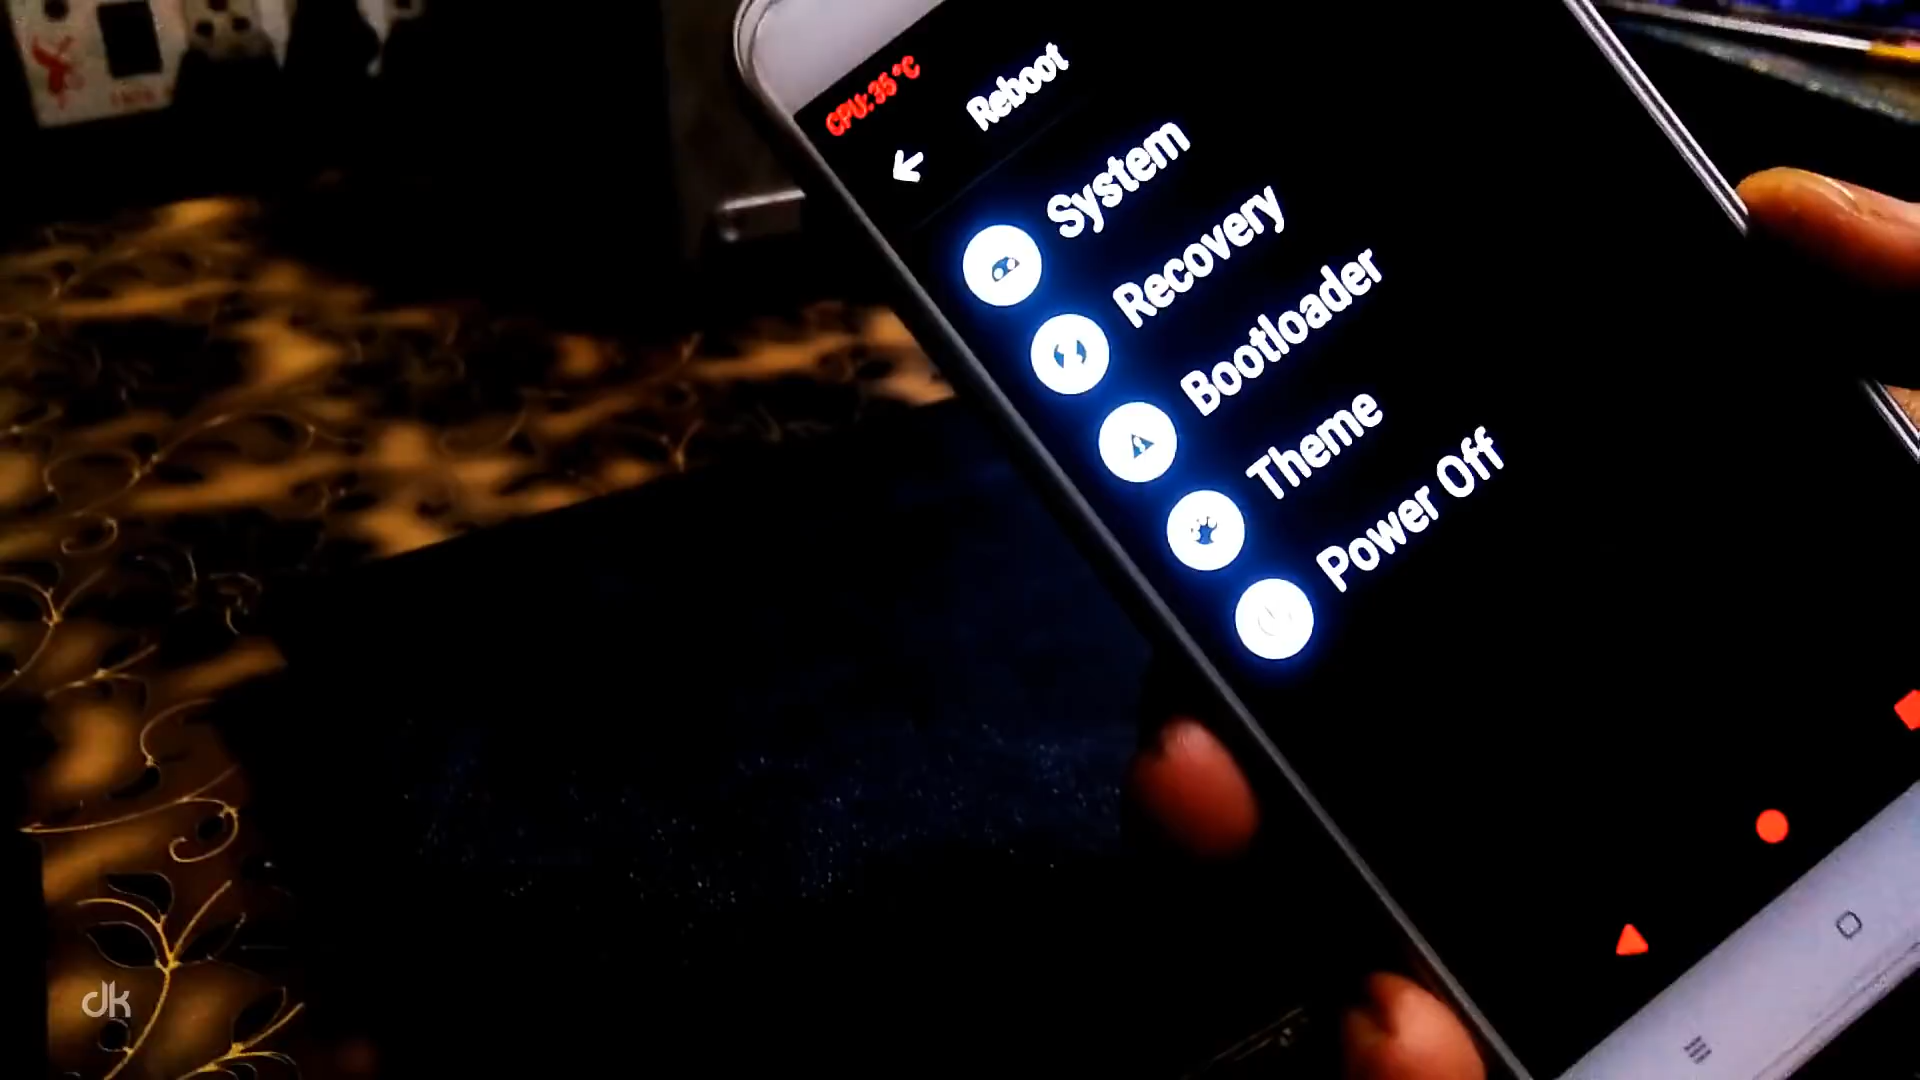 CPU: 35 °C
Reboot
System
Recovery
Bootloader
Theme
Power Off
dk